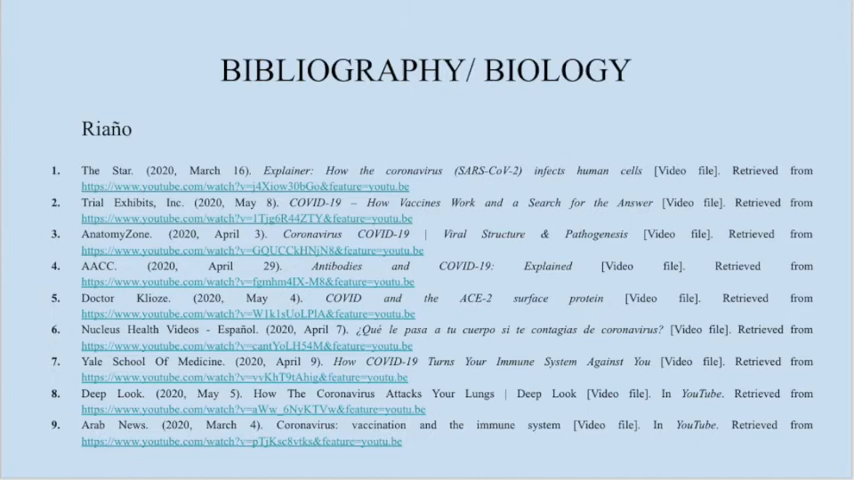 BIBLIOGRAPHY/ BIOLOGY
Riaño
1. The Star. (2020, March 16). Explainer: How the coronavirus (SARS-CoV-2) infects human cells [Video file]. Retrieved from
https://www.youtube.com/watch?v=j4Xjow30bGo&feature=youtu.be
2. Trial Exhibits, Inc. (2020, May 8). COVID-19 – How Vaccines Work and a Search for the Answer [Video file]. Retrieved from
https://www.youtube.com/watch?v=1Tjg6R44ZTY&feature=youtu.be
3. AnatomyZone. (2020, April 3). Coronavirus COVID-19 | Viral Structure & Pathogenesis [Video file]. Retrieved from
https://www.youtube.com/watch?v=GQUCCkHNjN8&feature=youtu.be
4. AACC. (2020, April 29). Antibodies and COVID-19: Explained [Video file]. Retrieved from
https://www.youtube.com/watch?v=fgmhm4IX-M8&feature=youtu.be
5. Doctor Klioze. (2020, May 4). COVID and the ACE-2 surface protein [Video file]. Retrieved from
https://www.youtube.com/watch?v=W1k1sUoLPlA&feature=youtu.be
6. Nucleus Health Videos - Español. (2020, April 7). ¿Qué le pasa a tu cuerpo si te contagias de coronavirus? [Video file]. Retrieved from
https://www.youtube.com/watch?v=cantYoLH54M&feature=youtu.be
7. Yale School Of Medicine. (2020, April 9). How COVID-19 Turns Your Immune System Against You [Video file]. Retrieved from
https://www.youtube.com/watch?v=vvKhT9tAhig&feature=youtu.be
8. Deep Look. (2020, May 5). How The Coronavirus Attacks Your Lungs | Deep Look [Video file]. In YouTube. Retrieved from
https://www.youtube.com/watch?v=aWw_6NyKTVw&feature=youtu.be
9. Arab News. (2020, March 4). Coronavirus: vaccination and the immune system [Video file]. In YouTube. Retrieved from
https://www.youtube.com/watch?v=pTjKsc8vtks&feature=youtu.be